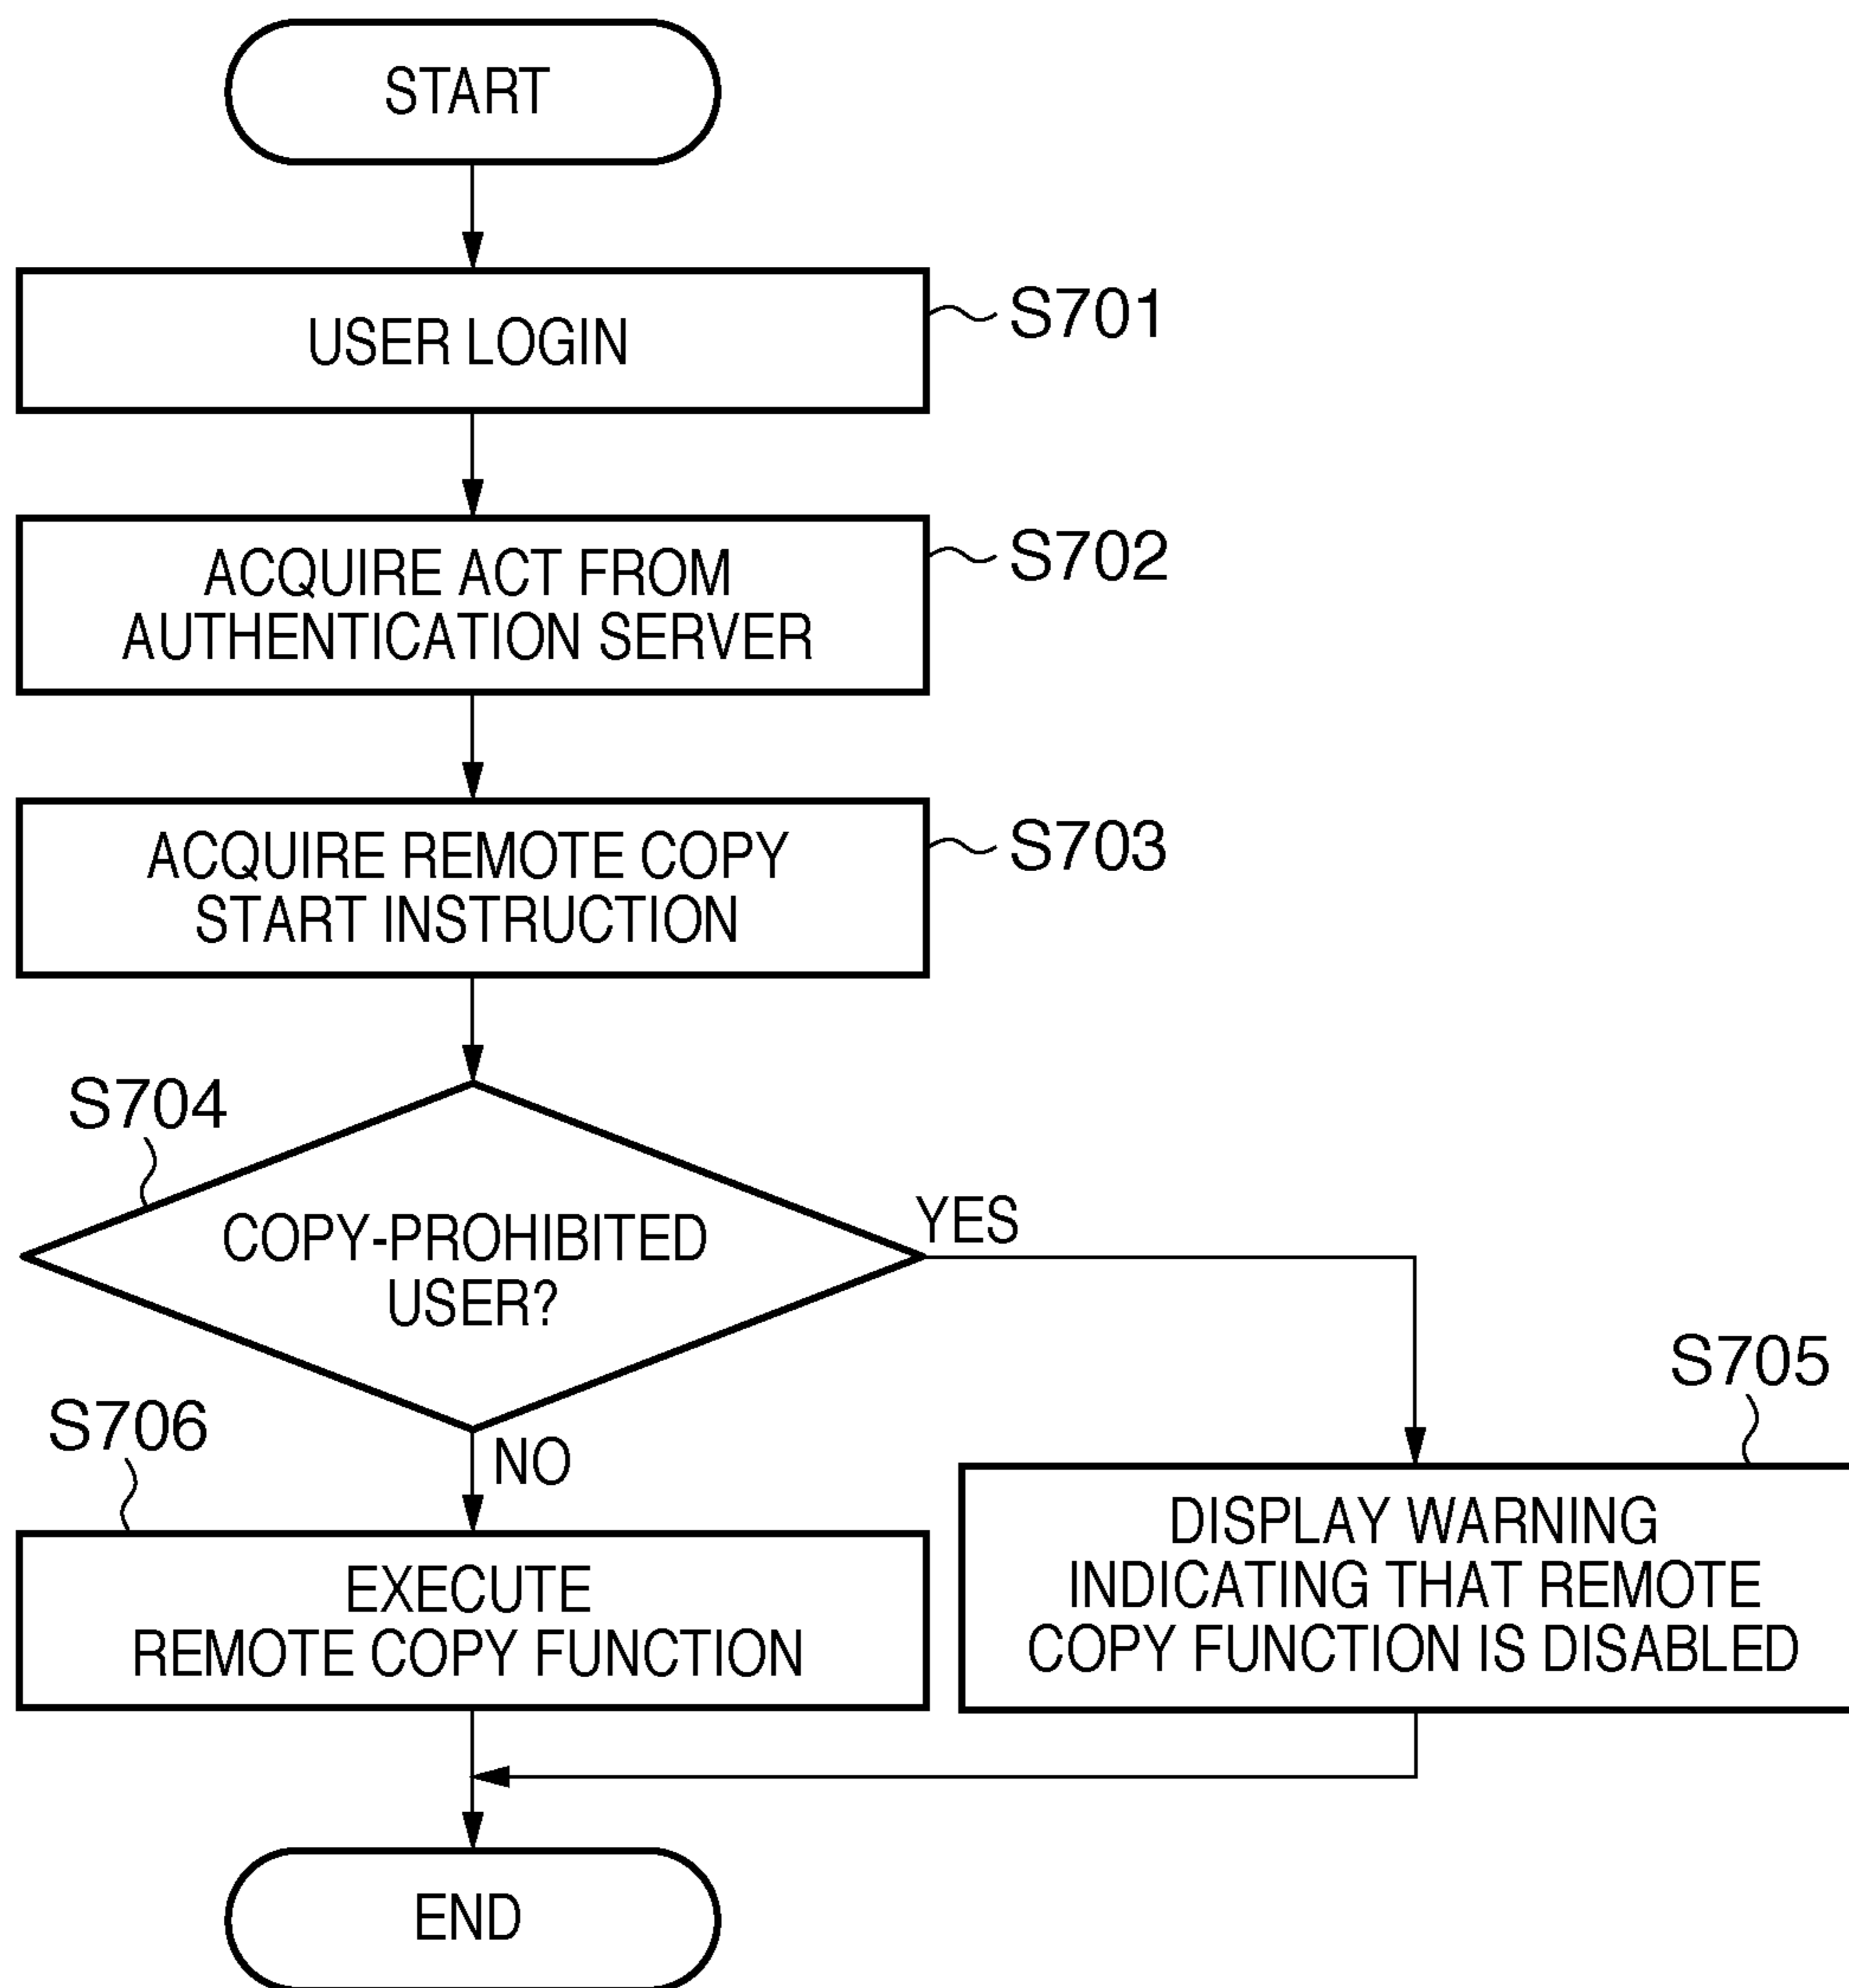 START
USER LOGIN
S701
ACQUIRE ACT FROM
AUTHENTICATION SERVER
S702
ACQUIRE REMOTE COPY
START INSTRUCTION
S703
S704
COPY-PROHIBITED
USER?
YES
NO
S706
EXECUTE
REMOTE COPY FUNCTION
S705
DISPLAY WARNING
INDICATING THAT REMOTE
COPY FUNCTION IS DISABLED
END